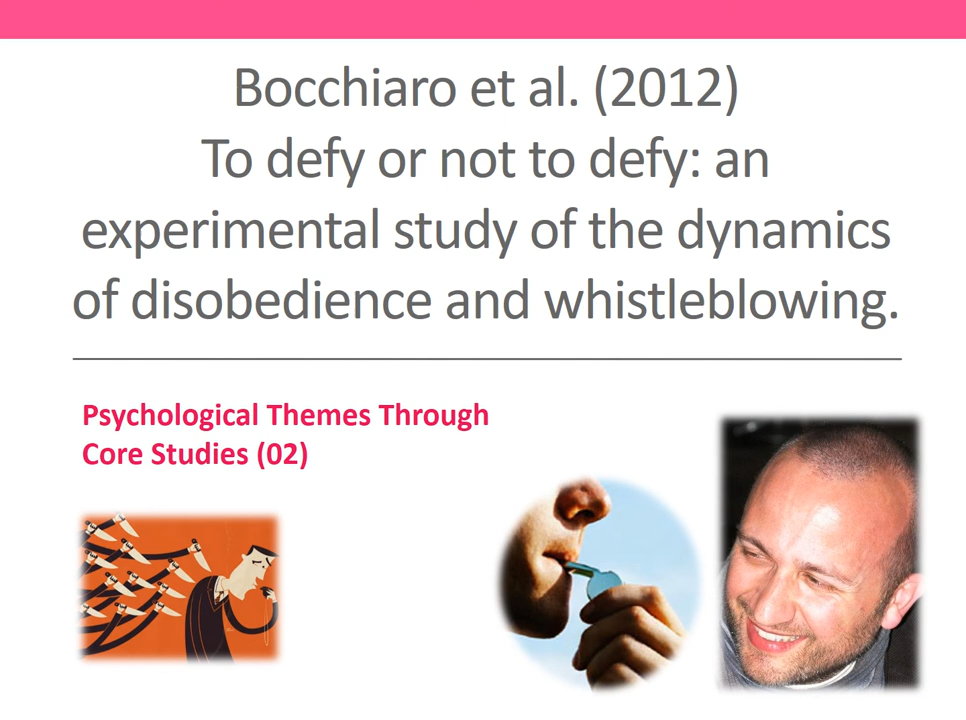 Bocchiaro et al. (2012)
To defy or not to defy: an
experimental study of the dynamics
of disobedience and whistleblowing.
Psychological Themes Through
Core Studies (02)